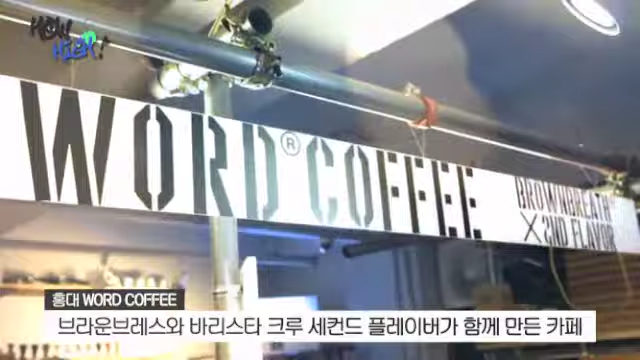 HOW
HIGH!
WORD® COFFEE
BROWNBREATH
× 2ND FLAVOR
홍대 WORD COFFEE
브라운브레스와 바리스타 크루 세컨드 플레이버가 함께 만든 카페